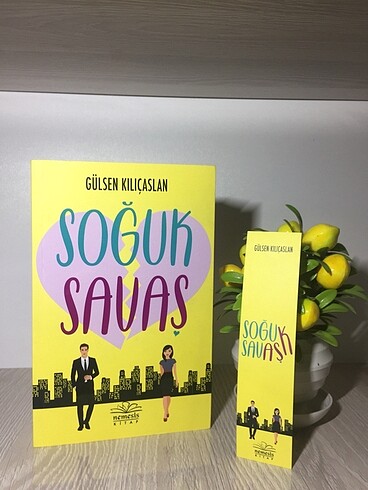 GÜLSEN KILIÇASLAN
SOĞUK
SAVAŞ
nemesis
KİTAP
GÜLSEN KILIÇASLAN
SOĞUK
SAVAŞ
nemesis
KİTAP